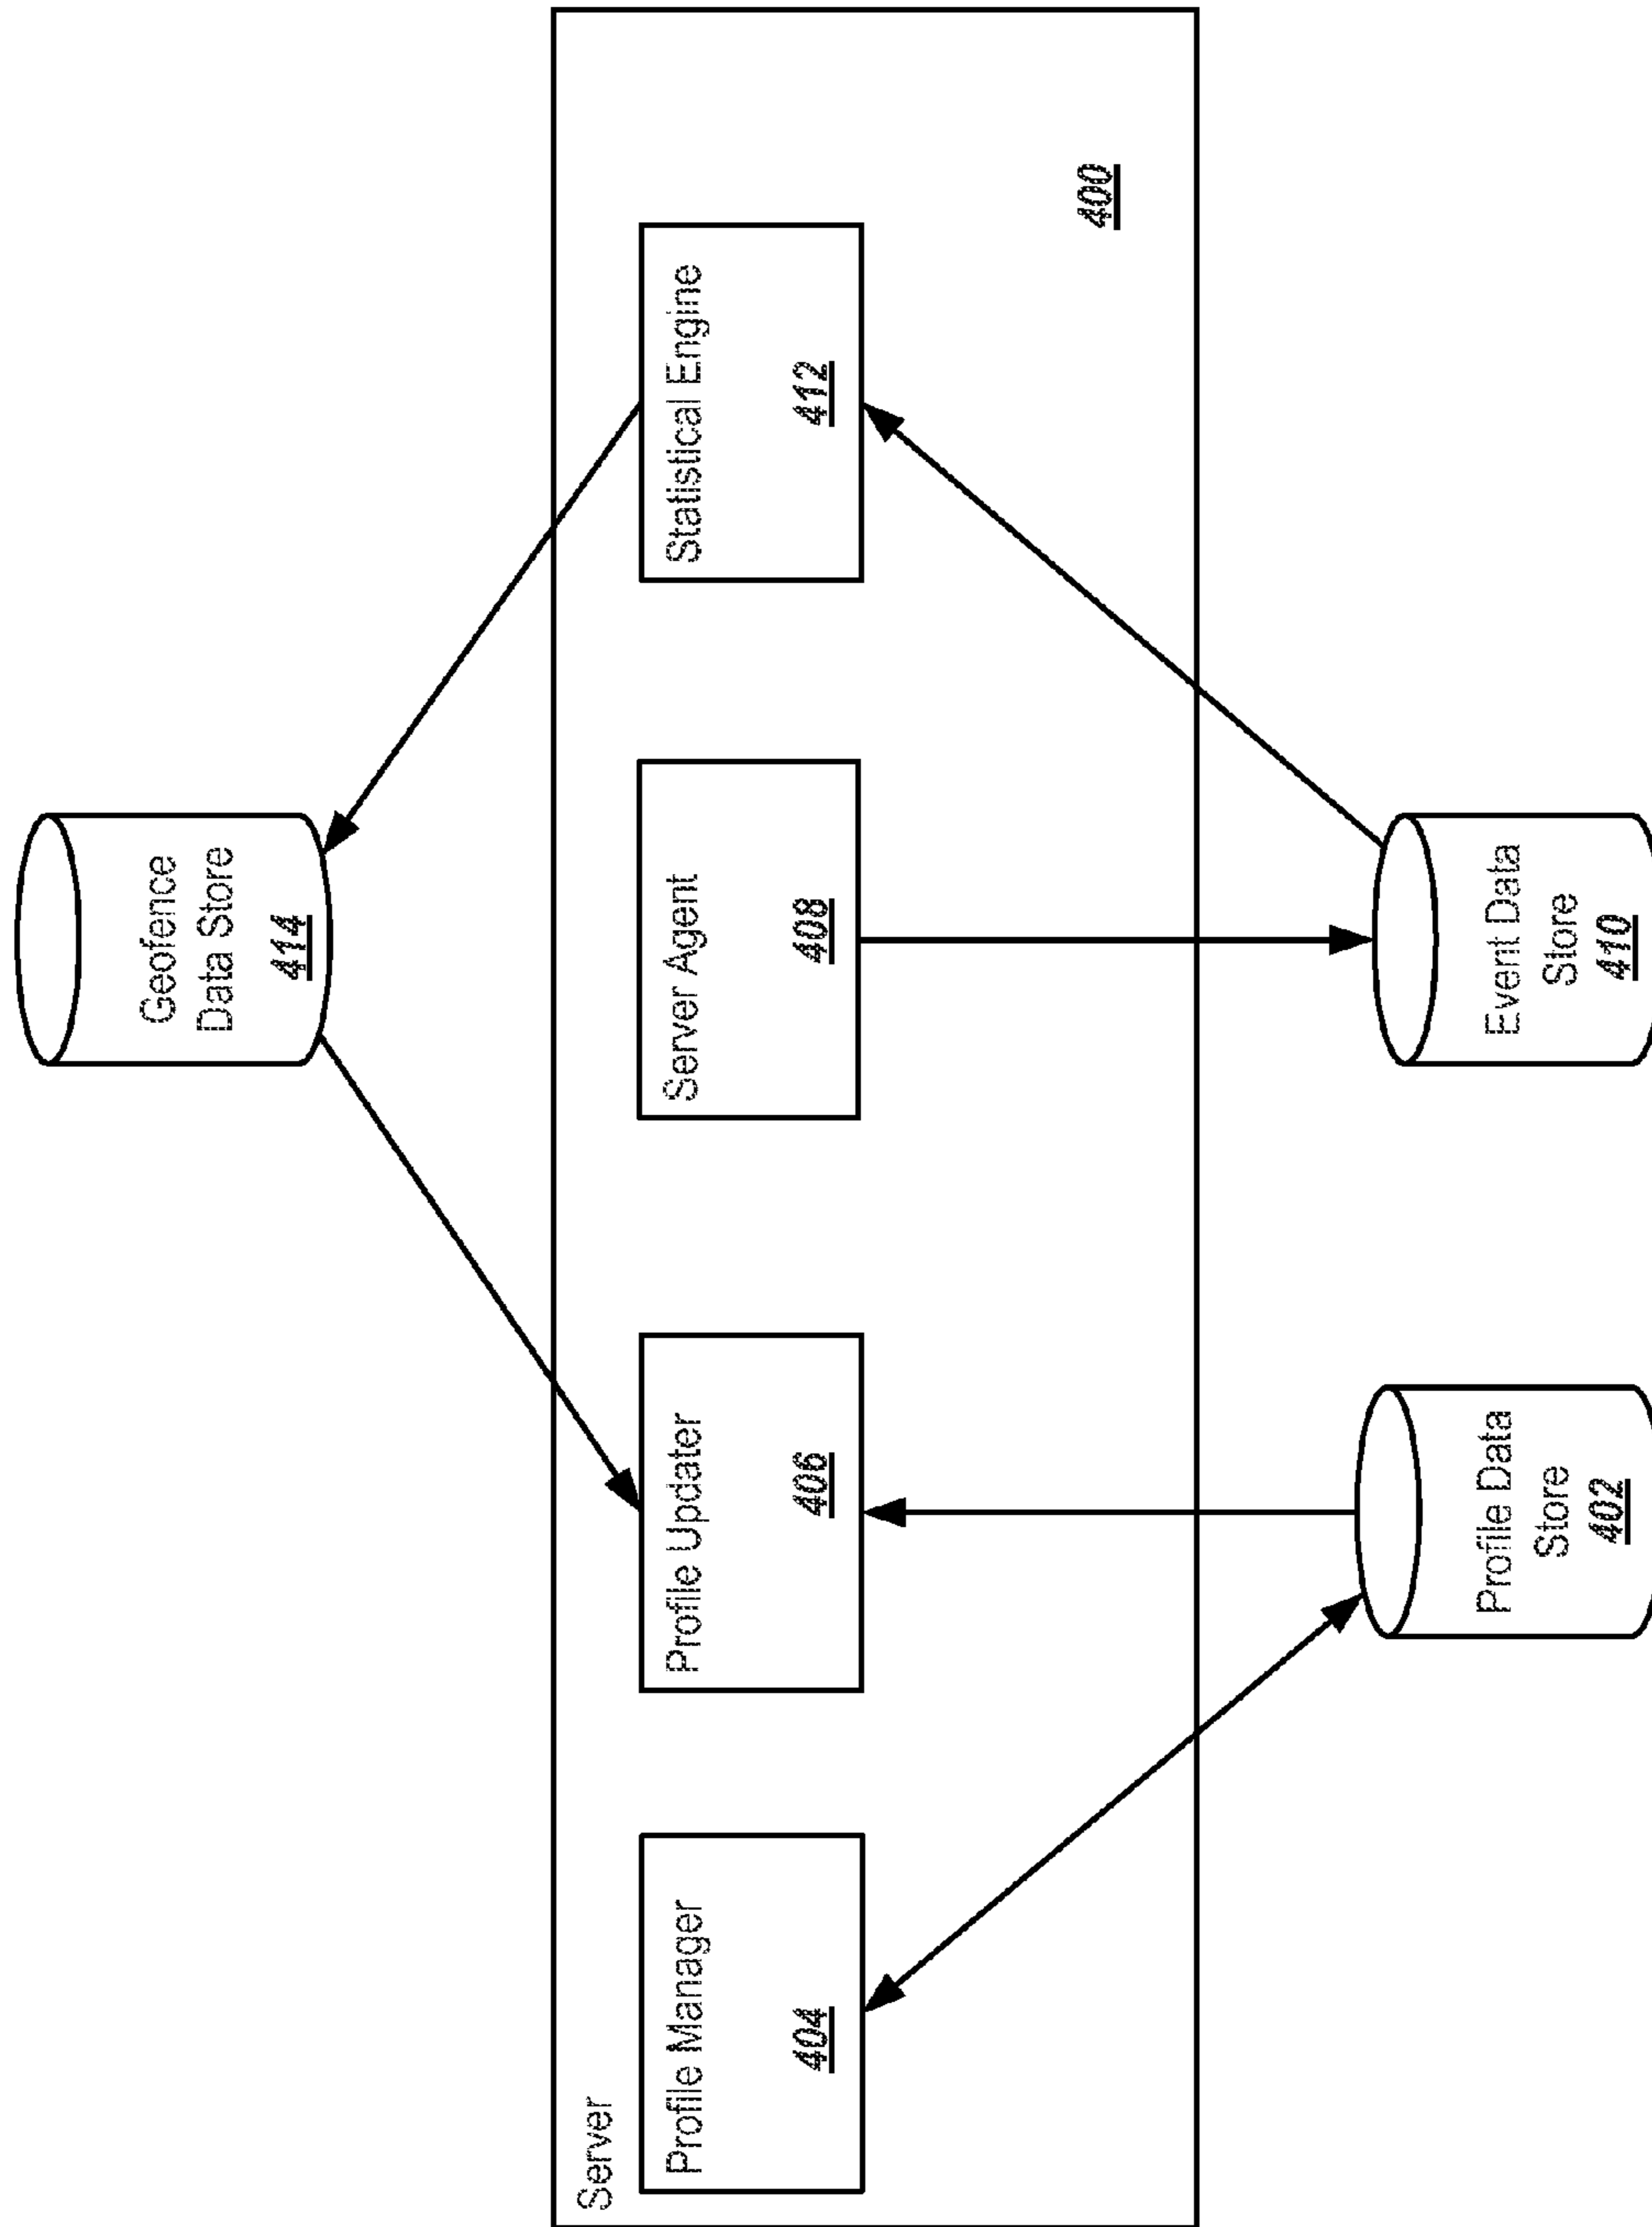 Geofence
Data Store
414
Server
Profile Manager
404
Profile Updater
406
Server Agent
408
Statistical Engine
412
400
Profile Data
Store
402
Event Data
Store
410